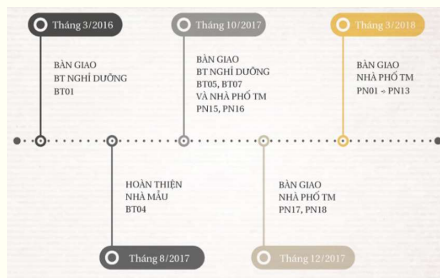 Tháng 3/2016
BÀN GIAO
BT NGHỈ DƯỠNG
BT01
HOÀN THIỆN
NHÀ MẪU
BT04
Tháng 8/2017
Tháng 10/2017
BÀN GIAO
BT NGHỈ DƯỠNG
BT05, BT07
VÀ NHÀ PHỐ TM
PN15, PN16
BÀN GIAO
NHÀ PHỐ TM
PN17, PN18
Tháng 12/2017
Tháng 3/2018
BÀN GIAO
NHÀ PHỐ TM
PN01 ÷ PN13